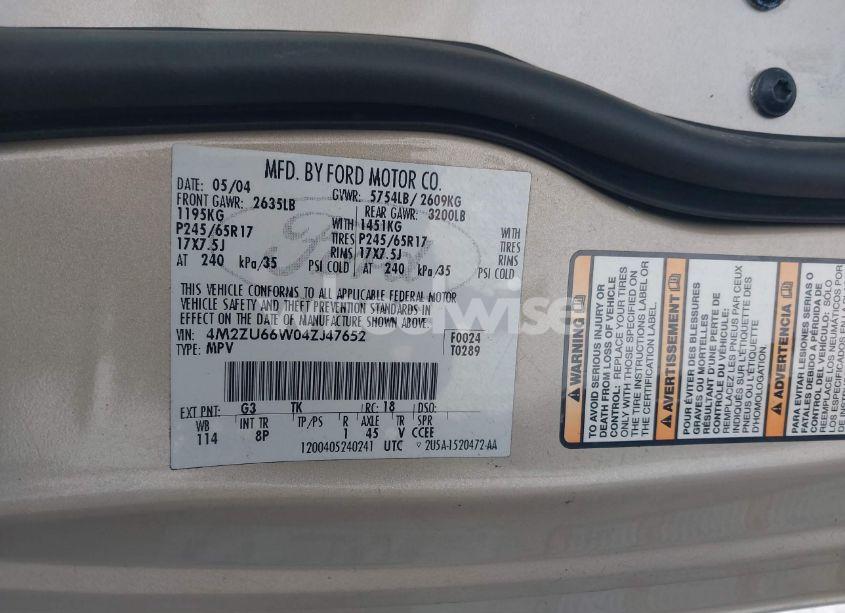 MFD. BY FORD MOTOR CO.
DATE: 05/04 GVWR: 5754LB/ 2609KG
FRONT GAWR: 2635LB REAR GAWR: 3200LB
1195KG WITH 1451KG WITH
P245/65R17 TIRES P245/65R17 TIRES
17X7.5J RIMS 17X7.5J RIMS
AT 240 kPa/35 PSI COLD AT 240 kPa/35 PSI COLD
THIS VEHICLE CONFORMS TO ALL APPLICABLE FEDERAL MOTOR
VEHICLE SAFETY AND BUMPER AND THEFT PREVENTION STANDARDS IN
EFFECT ON THE DATE OF MANUFACTURE SHOWN ABOVE.
VIN: 4M2ZU66W04ZJ47652 F0024
TYPE: MPV T0289
EXT PNT: G3 TK RC: 18 DSO:
WB INT TR TP/PS R AXLE TR SPR
114 8P 1 45 V CCEE
1200405240241 UTC 2U5A-1520472-AA
Ford
WARNING
TO AVOID SERIOUS INJURY OR
DEATH FROM LOSS OF VEHICLE
CONTROL: REPLACE YOUR TIRES
ONLY WITH THOSE SPECIFIED ON
THE TIRE INSTRUCTIONS LABEL OR
THE CERTIFICATION LABEL.
AVERTISSEMENT
POUR ÉVITER DES BLESSURES
GRAVES OU MORTELLES
RÉSULTANT D'UNE PERTE DE
CONTRÔLE DU VÉHICULE:
REMPLACEZ LES PNEUS PAR CEUX
INDIQUÉS SUR L'ÉTIQUETTE DE
PNEU OU L'ÉTIQUETTE
D'HOMOLOGATION.
ADVERTENCIA
PARA EVITAR LESIONES SERIAS O
FATALES DEBIDO A PÉRDIDA DE
CONTROL DEL VEHÍCULO: SOLO
REEMPLACE LOS NEUMÁTICOS POR
LOS ESPECIFICADOS EN